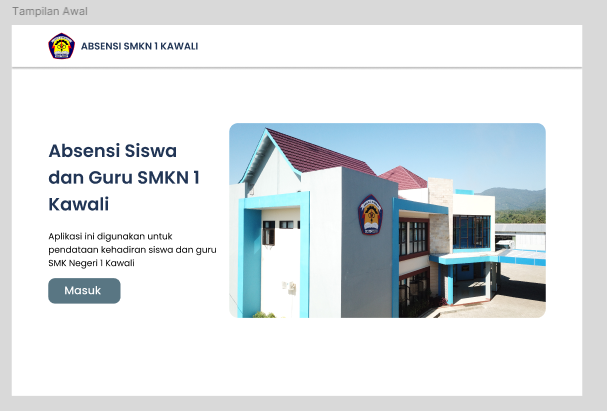 Tampilan Awal
ABSENSI SMKN 1 KAWALI
Absensi Siswa
dan Guru SMKN 1
Kawali
Aplikasi ini digunakan untuk
pendataan kehadiran siswa dan guru
SMK Negeri 1 Kawali
Masuk